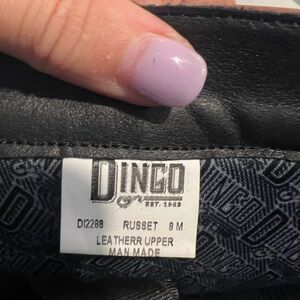 DINGO
EST. 1969
DI2288 RUSSET 8 M
LEATHERR UPPER
MAN MADE